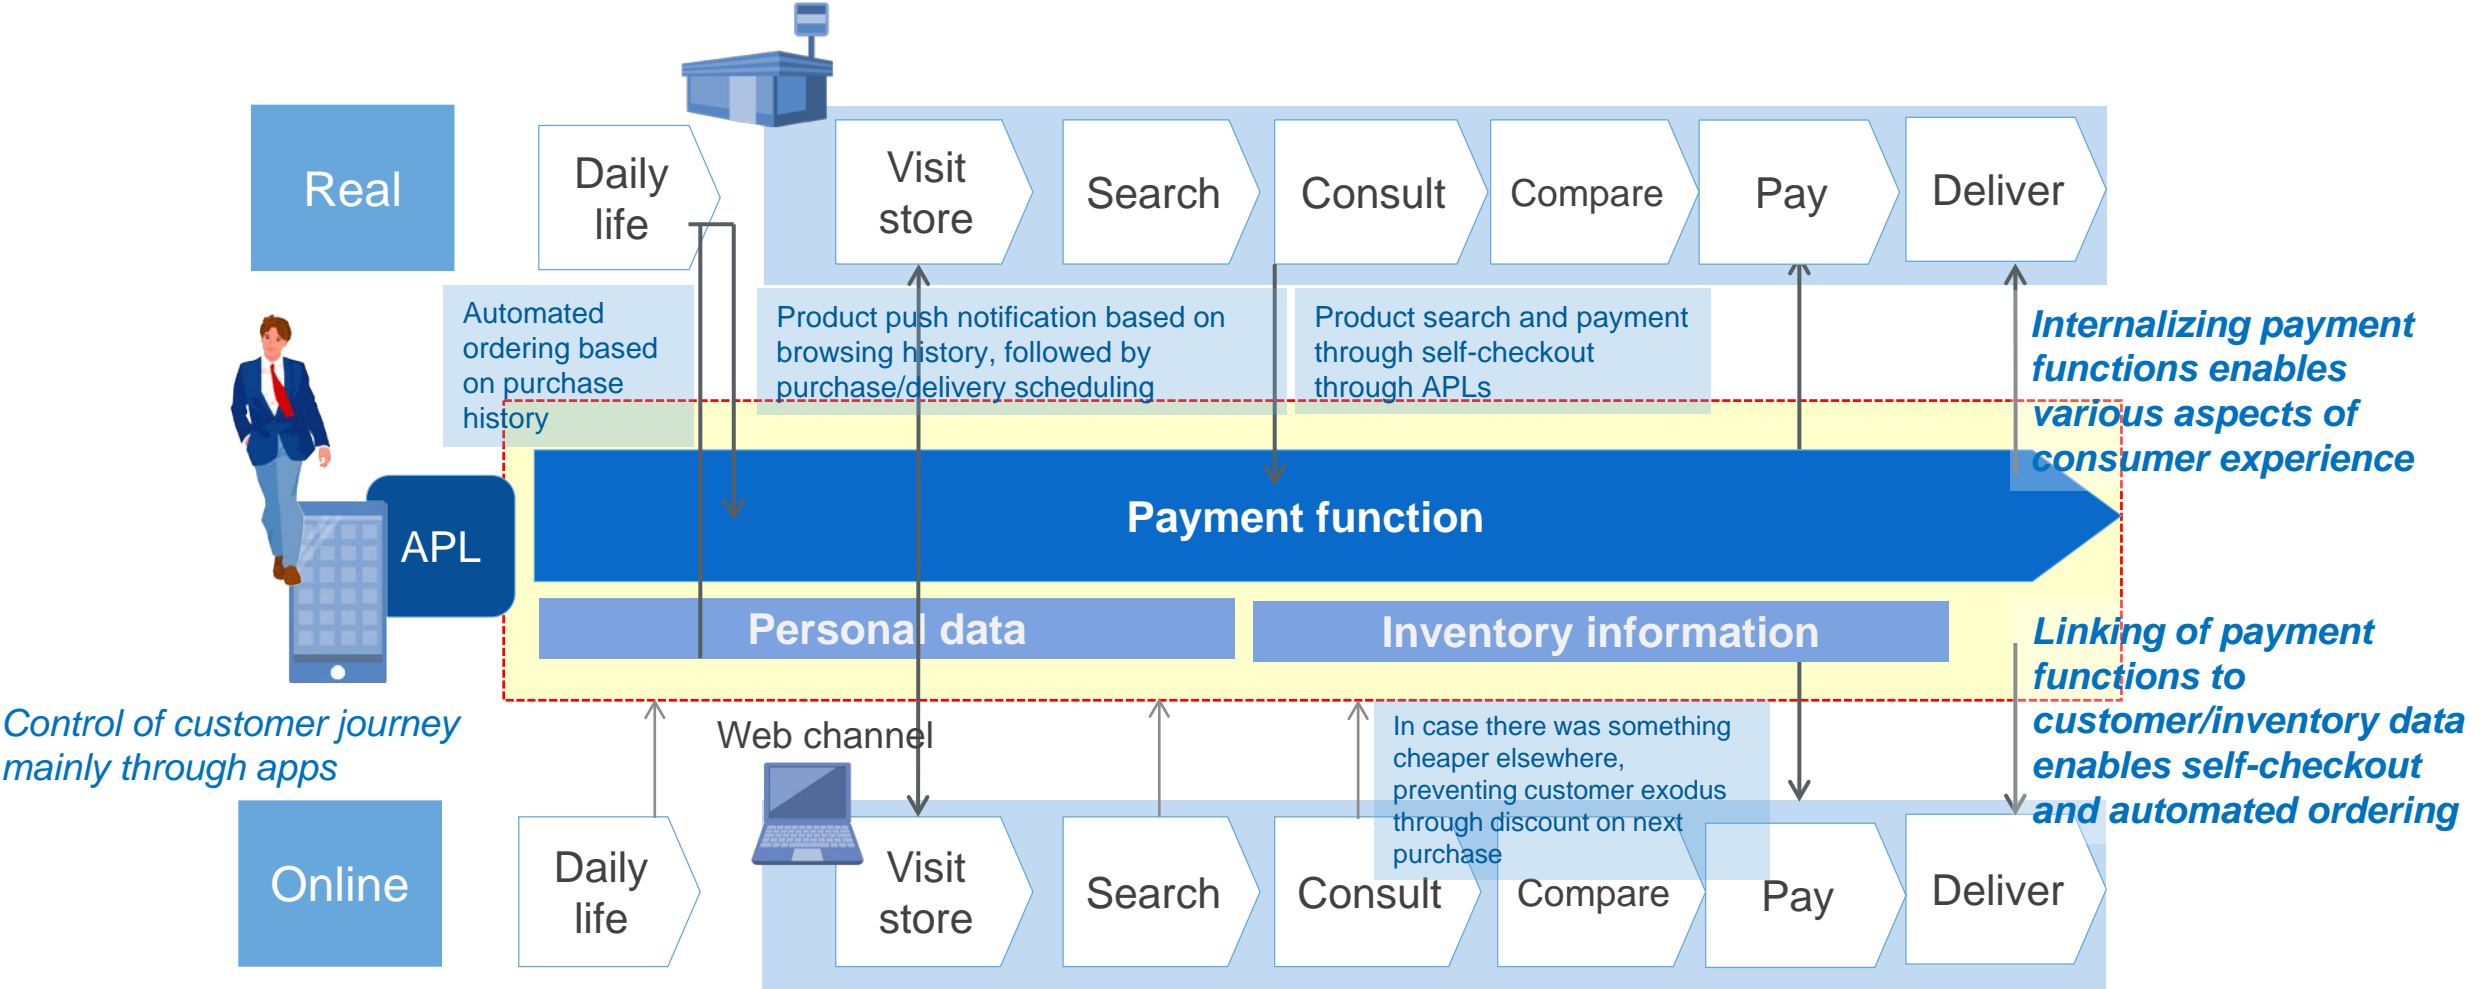 Real
Daily
life
Visit
store
Search
Consult
Compare
Pay
Deliver
Automated
ordering based
on purchase
history
Product push notification based on
browsing history, followed by
purchase/delivery scheduling
Product search and payment
through self-checkout
through APLs
Internalizing payment
functions enables
various aspects of
consumer experience
APL
Payment function
Personal data
Inventory information
Linking of payment
functions to
customer/inventory data
enables self-checkout
and automated ordering
Control of customer journey
mainly through apps
Web channel
In case there was something
cheaper elsewhere,
preventing customer exodus
through discount on next
purchase
Online
Daily
life
Visit
store
Search
Consult
Compare
Pay
Deliver